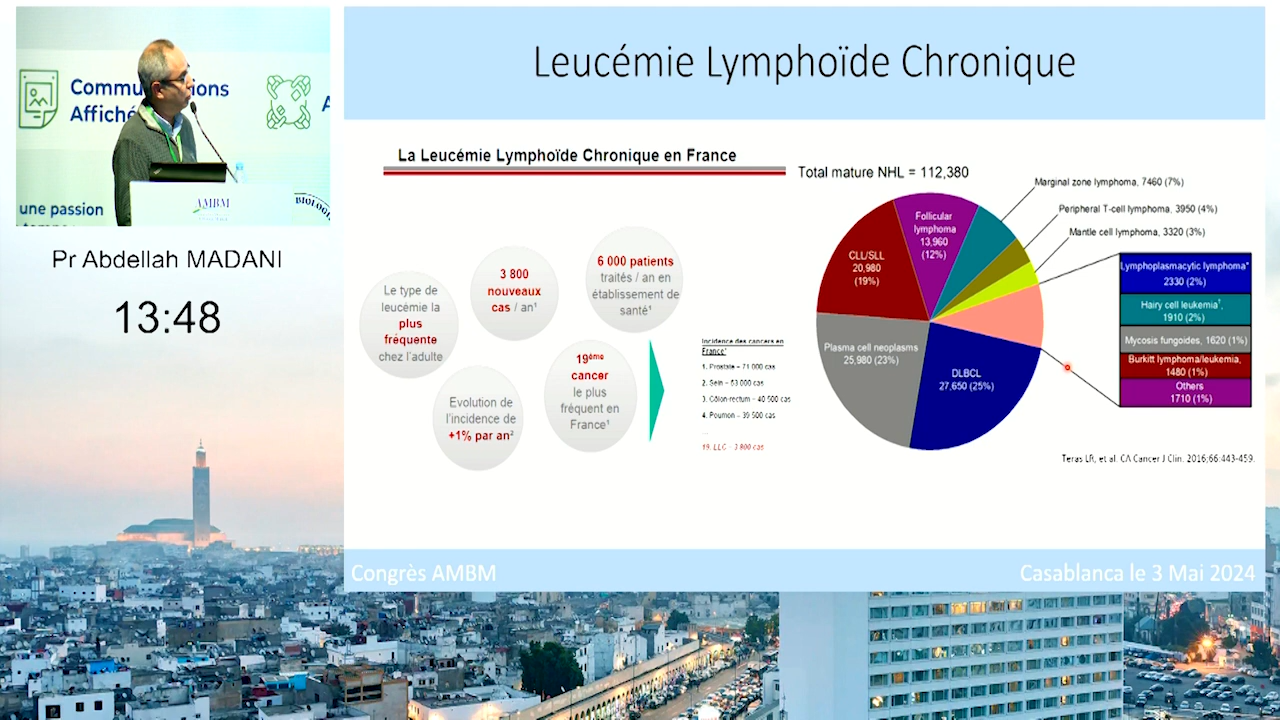 Commu
ions
Affiché
A
une passion
AMBM
BIOLOGI
Pr Abdellah MADANI
13:48
Leucémie Lymphoïde Chronique
La Leucémie Lymphoïde Chronique en France
Le type de
leucémie la
plus
fréquente
chez l'adulte
3 800
nouveaux
cas / an¹
6 000 patients
traités / an en
établissement de
santé¹
Evolution de
l'incidence de
+1% par an²
19ème
cancer
le plus
fréquent en
France¹
Incidence des cancers en
France¹
1. Prostate – 71 000 cas
2. Sein – 53 000 cas
3. Côlon-rectum – 40 500 cas
4. Poumon – 39 500 cas
...
19. LLC – 3 800 cas
Total mature NHL = 112,380
Marginal zone lymphoma, 7460 (7%)
Peripheral T-cell lymphoma, 3950 (4%)
Mantle cell lymphoma, 3320 (3%)
Follicular
lymphoma
13,960
(12%)
CLL/SLL
20,980
(19%)
Plasma cell neoplasms
25,980 (23%)
DLBCL
27,650 (25%)
Lymphoplasmacytic lymphoma*
2330 (2%)
Hairy cell leukemia†,
1910 (2%)
Mycosis fungoides, 1620 (1%)
Burkitt lymphoma/leukemia,
1480 (1%)
Others
1710 (1%)
Teras LR, et al. CA Cancer J Clin. 2016;66:443-459.
Congrès AMBM
Casablanca le 3 Mai 2024